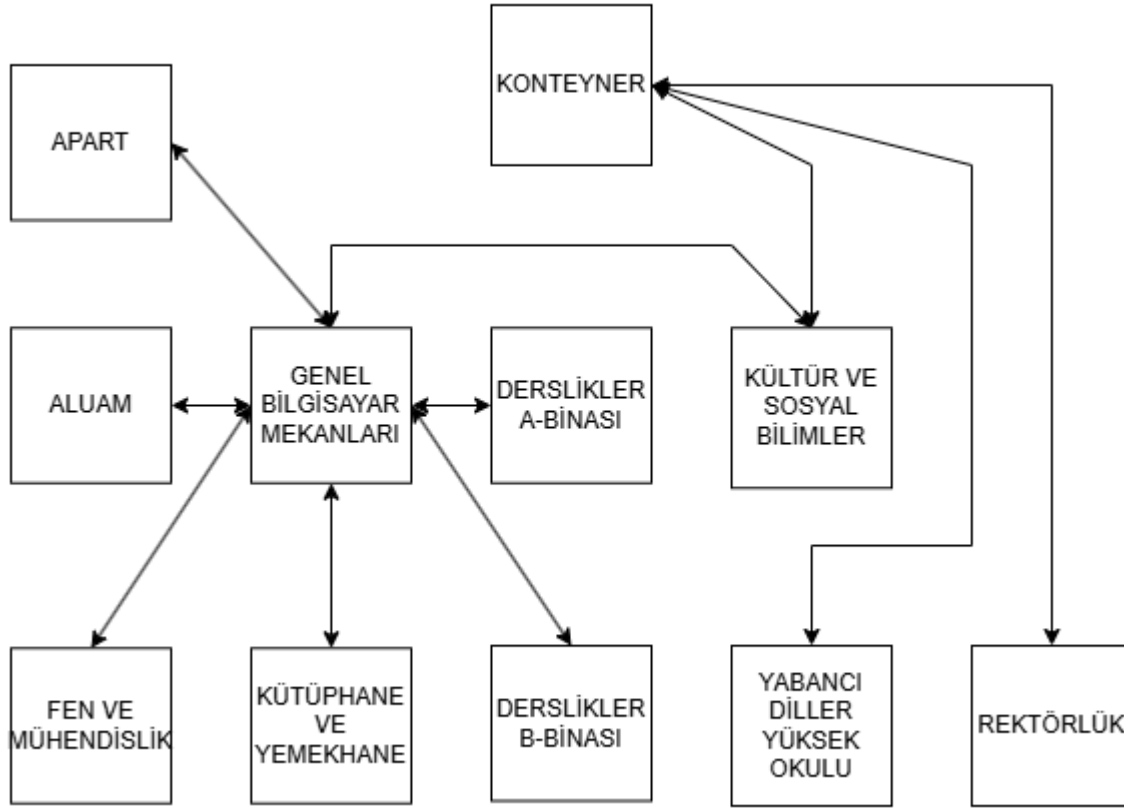 KONTEYNER
APART
ALUAM
GENEL
BİLGİSAYAR
MEKANLARI
DERSLİKLER
A-BİNASI
KÜLTÜR VE
SOSYAL
BİLİMLER
FEN VE
MÜHENDİSLİK
KÜTÜPHANE
VE
YEMEKHANE
DERSLİKLER
B-BİNASI
YABANCI
DİLLER
YÜKSEK
OKULU
REKTÖRLÜK